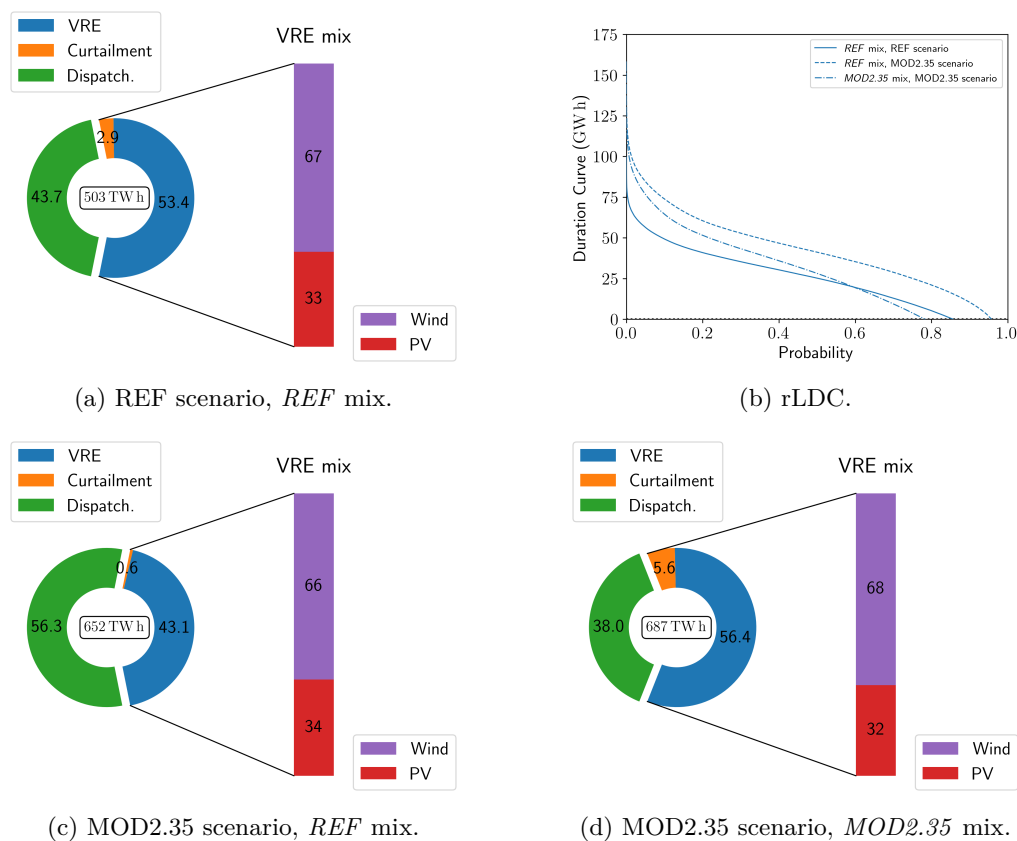 VRE
Curtailment
Dispatch.
VRE mix
2.9
43.7
503 TW h
53.4
67
33
Wind
PV
(a) REF scenario, REF mix.
175
150
125
100
75
50
25
0
Duration Curve (GW h)
0.0 0.2 0.4 0.6 0.8 1.0
Probability
REF mix, REF scenario
REF mix, MOD2.35 scenario
MOD2.35 mix, MOD2.35 scenario
(b) rLDC.
VRE
Curtailment
Dispatch.
VRE mix
0.6
56.3
652 TW h
43.1
66
34
Wind
PV
(c) MOD2.35 scenario, REF mix.
VRE
Curtailment
Dispatch.
VRE mix
5.6
38.0
687 TW h
56.4
68
32
Wind
PV
(d) MOD2.35 scenario, MOD2.35 mix.